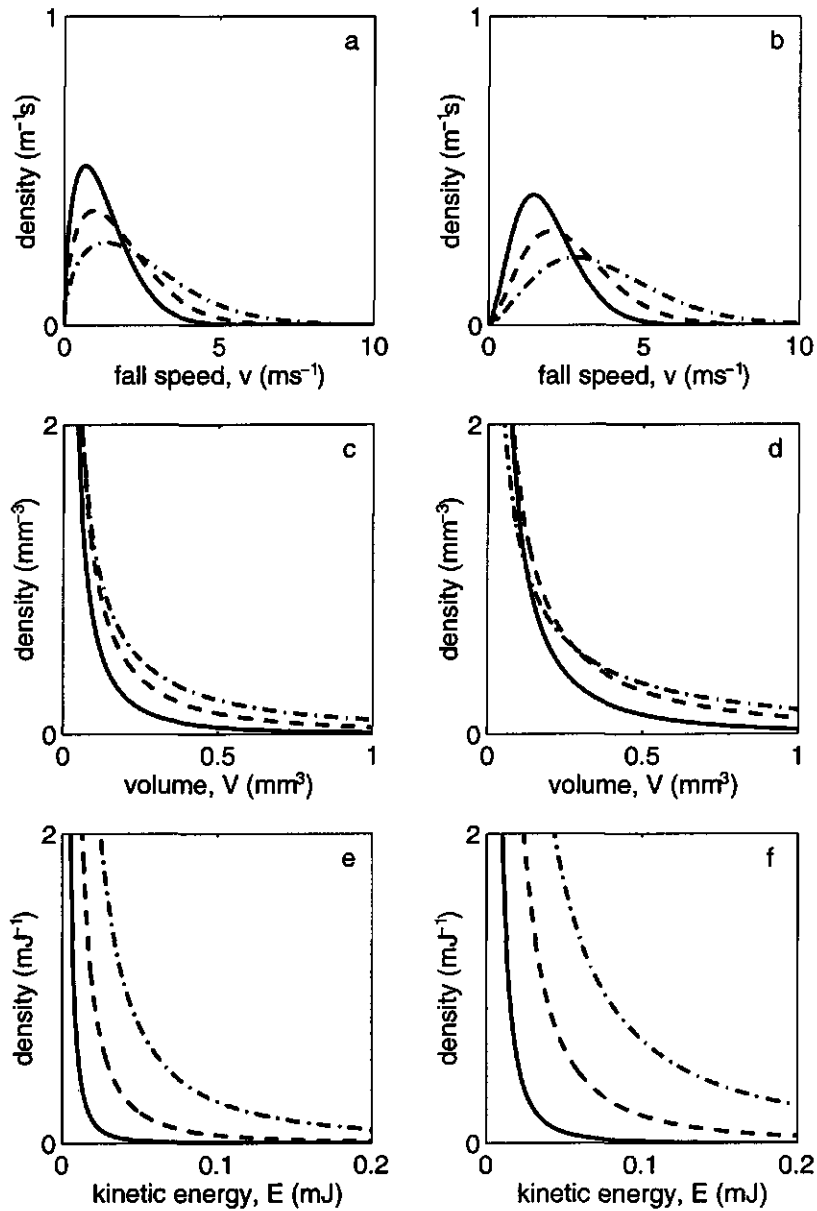 1
a
density (m⁻¹s)
0
0
5
10
fall speed, v (ms⁻¹)
1
b
density (m⁻¹s)
0
0
5
10
fall speed, v (ms⁻¹)
2
c
density (mm⁻³)
0
0
0.5
1
volume, V (mm³)
2
d
density (mm⁻³)
0
0
0.5
1
volume, V (mm³)
2
e
density (mJ⁻¹)
0
0
0.1
0.2
kinetic energy, E (mJ)
2
f
density (mJ⁻¹)
0
0
0.1
0.2
kinetic energy, E (mJ)